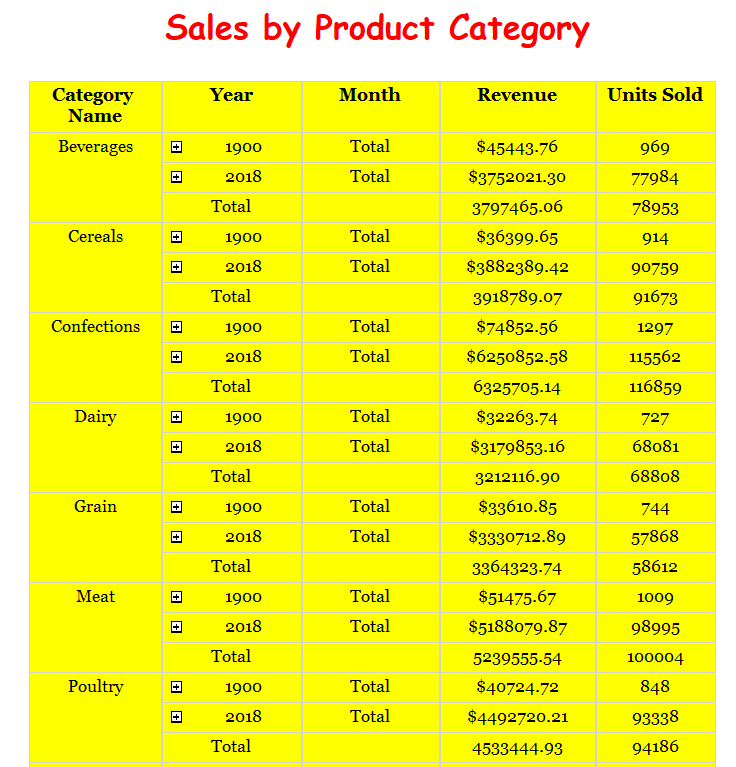 Sales by Product Category
Category Name Year Month Revenue Units Sold
Beverages 1900 Total $45443.76 969
2018 Total $3752021.30 77984
Total 3797465.06 78953
Cereals 1900 Total $36399.65 914
2018 Total $3882389.42 90759
Total 3918789.07 91673
Confections 1900 Total $74852.56 1297
2018 Total $6250852.58 115562
Total 6325705.14 116859
Dairy 1900 Total $32263.74 727
2018 Total $3179853.16 68081
Total 3212116.90 68808
Grain 1900 Total $33610.85 744
2018 Total $3330712.89 57868
Total 3364323.74 58612
Meat 1900 Total $51475.67 1009
2018 Total $5188079.87 98995
Total 5239555.54 100004
Poultry 1900 Total $40724.72 848
2018 Total $4492720.21 93338
Total 4533444.93 94186